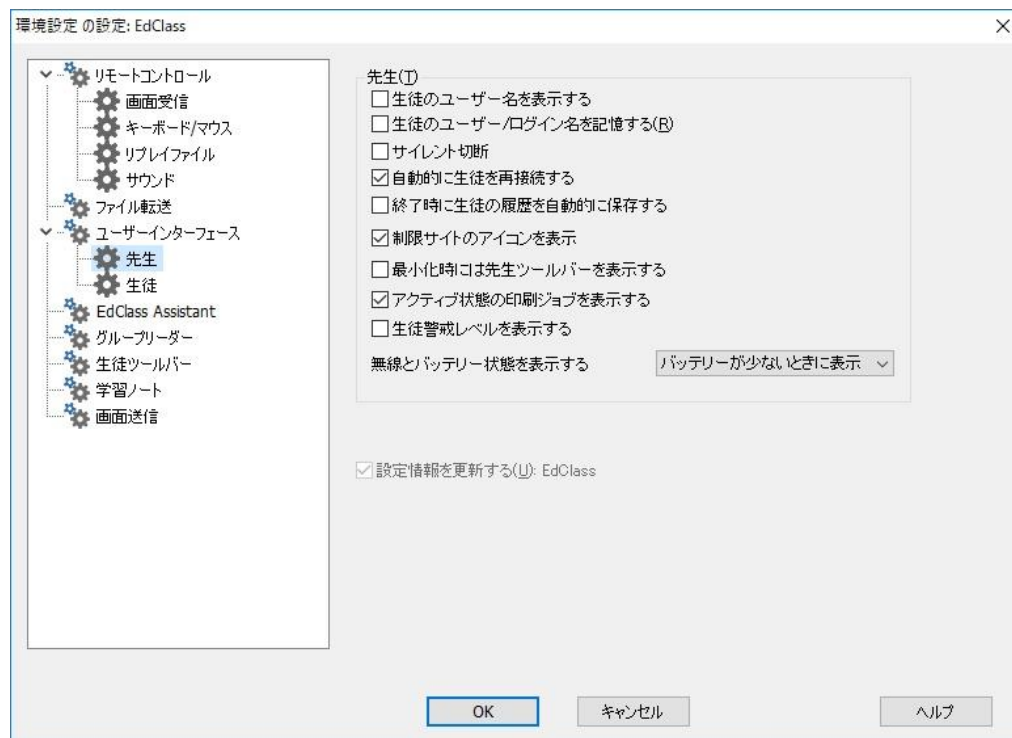 環境設定 の設定: EdClass
リモートコントロール
画面受信
キーボード/マウス
リプレイファイル
サウンド
ファイル転送
ユーザーインターフェース
先生
生徒
EdClass Assistant
グループリーダー
生徒ツールバー
学習ノート
画面送信
先生(T)
生徒のユーザー名を表示する
生徒のユーザー/ログイン名を記憶する(R)
サイレント切断
自動的に生徒を再接続する
終了時に生徒の履歴を自動的に保存する
制限サイトのアイコンを表示
最小化時には先生ツールバーを表示する
アクティブ状態の印刷ジョブを表示する
生徒警戒レベルを表示する
無線とバッテリー状態を表示する バッテリーが少ないときに表示
設定情報を更新する(U): EdClass
OK キャンセル ヘルプ